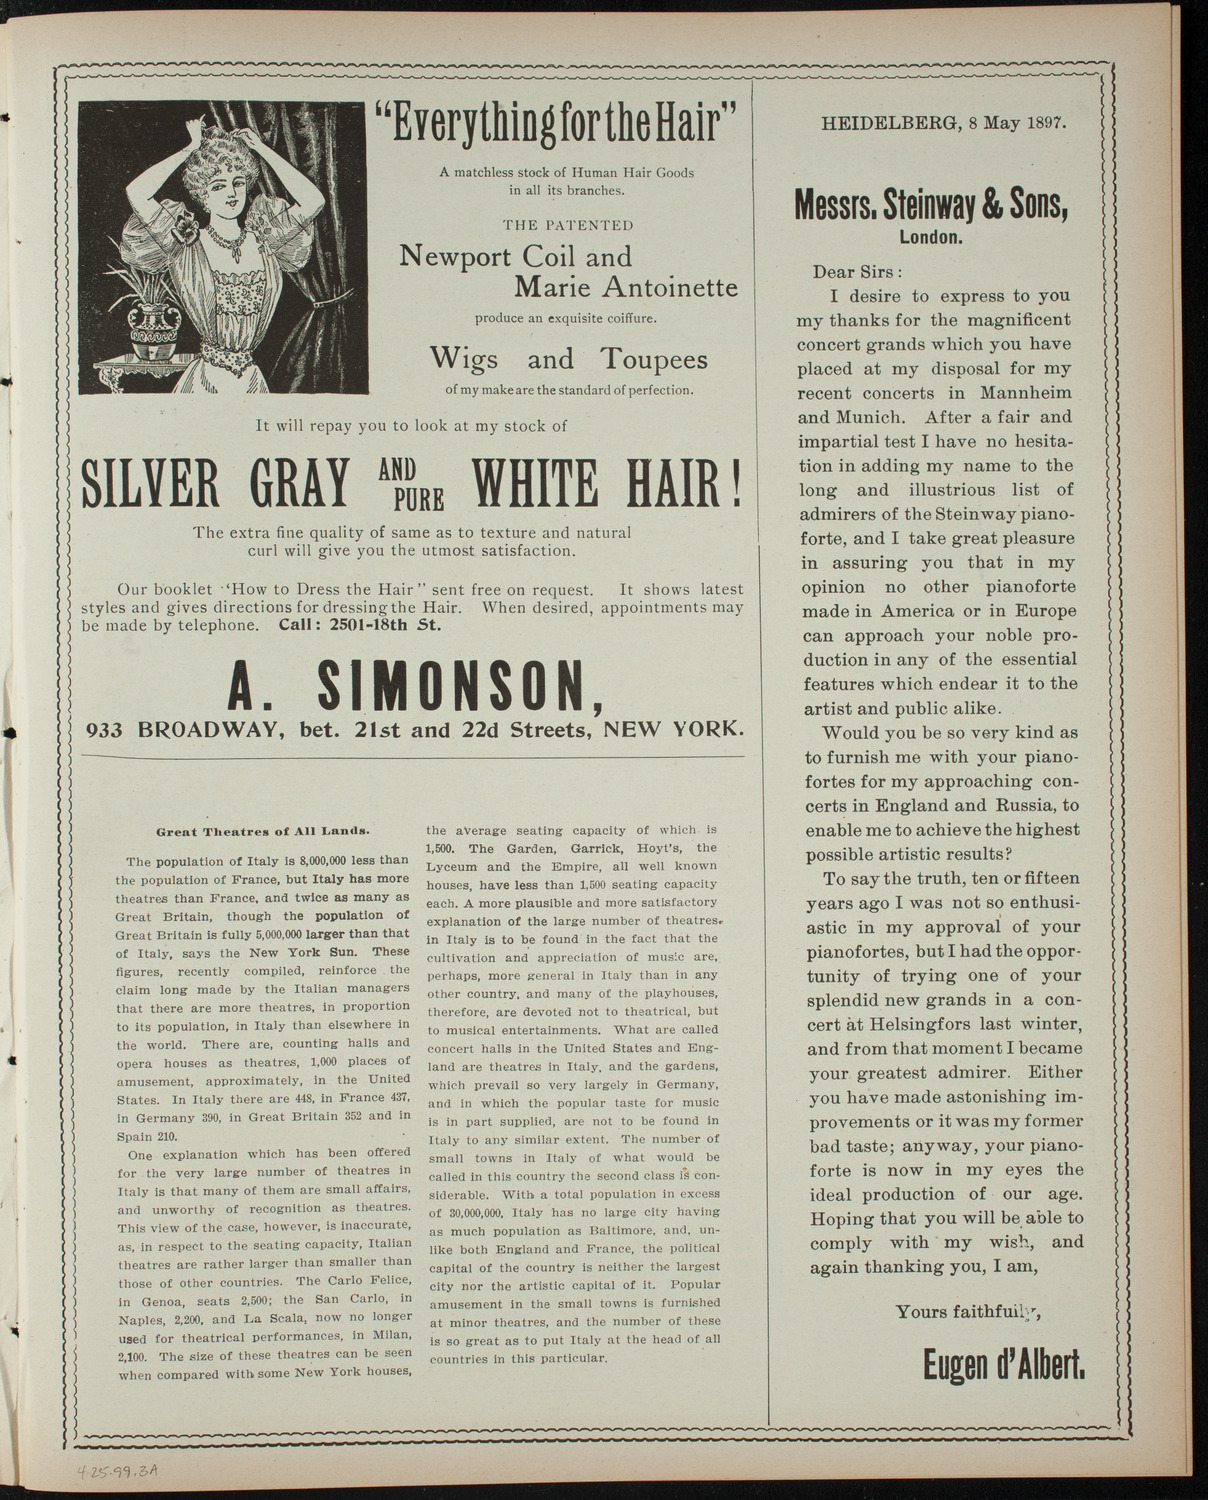 "Everything for the Hair"
A matchless stock of Human Hair Goods
in all its branches.
THE PATENTED
Newport Coil and
Marie Antoinette
produce an exquisite coiffure.
Wigs and Toupees
of my make are the standard of perfection.
It will repay you to look at my stock of
SILVER GRAY AND PURE WHITE HAIR!
The extra fine quality of same as to texture and natural
curl will give you the utmost satisfaction.
Our booklet "How to Dress the Hair" sent free on request. It shows latest
styles and gives directions for dressing the Hair. When desired, appointments may
be made by telephone. Call: 2501-18th St.
A. SIMONSON,
933 BROADWAY, bet. 21st and 22d Streets, NEW YORK.
Great Theatres of All Lands.
The population of Italy is 8,000,000 less than
the population of France, but Italy has more
theatres than France, and twice as many as
Great Britain, though the population of
Great Britain is fully 5,000,000 larger than that
of Italy, says the New York Sun. These
figures, recently compiled, reinforce the
claim long made by the Italian managers
that there are more theatres, in proportion
to its population, in Italy than elsewhere in
the world. There are, counting halls and
opera houses as theatres, 1,000 places of
amusement, approximately, in the United
States. In Italy there are 448, in France 437,
in Germany 390, in Great Britain 352 and in
Spain 210.
One explanation which has been offered
for the very large number of theatres in
Italy is that many of them are small affairs,
and unworthy of recognition as theatres.
This view of the case, however, is inaccurate,
as, in respect to the seating capacity, Italian
theatres are rather larger than smaller than
those of other countries. The Carlo Felice,
in Genoa, seats 2,500; the San Carlo, in
Naples, 2,200, and La Scala, now no longer
used for theatrical performances, in Milan,
2,100. The size of these theatres can be seen
when compared with some New York houses,
the average seating capacity of which is
1,500. The Garden, Garrick, Hoyt's, the
Lyceum and the Empire, all well known
houses, have less than 1,500 seating capacity
each. A more plausible and more satisfactory
explanation of the large number of theatres
in Italy is to be found in the fact that the
cultivation and appreciation of music are,
perhaps, more general in Italy than in any
other country, and many of the playhouses,
therefore, are devoted not to theatrical, but
to musical entertainments. What are called
concert halls in the United States and Eng-
land are theatres in Italy, and the gardens,
which prevail so very largely in Germany,
and in which the popular taste for music
is in part supplied, are not to be found in
Italy to any similar extent. The number of
small towns in Italy of what would be
called in this country the second class is con-
siderable. With a total population in excess
of 30,000,000, Italy has no large city having
as much population as Baltimore, and, un-
like both England and France, the political
capital of the country is neither the largest
city nor the artistic capital of it. Popular
amusement in the small towns is furnished
at minor theatres, and the number of these
is so great as to put Italy at the head of all
countries in this particular.
HEIDELBERG, 8 May 1897.
Messrs. Steinway & Sons,
London.
Dear Sirs:
I desire to express to you
my thanks for the magnificent
concert grands which you have
placed at my disposal for my
recent concerts in Mannheim
and Munich. After a fair and
impartial test I have no hesita-
tion in adding my name to the
long and illustrious list of
admirers of the Steinway piano-
forte, and I take great pleasure
in assuring you that in my
opinion no other pianoforte
made in America or in Europe
can approach your noble pro-
duction in any of the essential
features which endear it to the
artist and public alike.
Would you be so very kind as
to furnish me with your piano-
fortes for my approaching con-
certs in England and Russia, to
enable me to achieve the highest
possible artistic results?
To say the truth, ten or fifteen
years ago I was not so enthusi-
astic in my approval of your
pianofortes, but I had the oppor-
tunity of trying one of your
splendid new grands in a con-
cert at Helsingfors last winter,
and from that moment I became
your greatest admirer. Either
you have made astonishing im-
provements or it was my former
bad taste; anyway, your piano-
forte is now in my eyes the
ideal production of our age.
Hoping that you will be able to
comply with my wish, and
again thanking you, I am,
Yours faithfully,
Eugen d'Albert.
4-25-99.3A